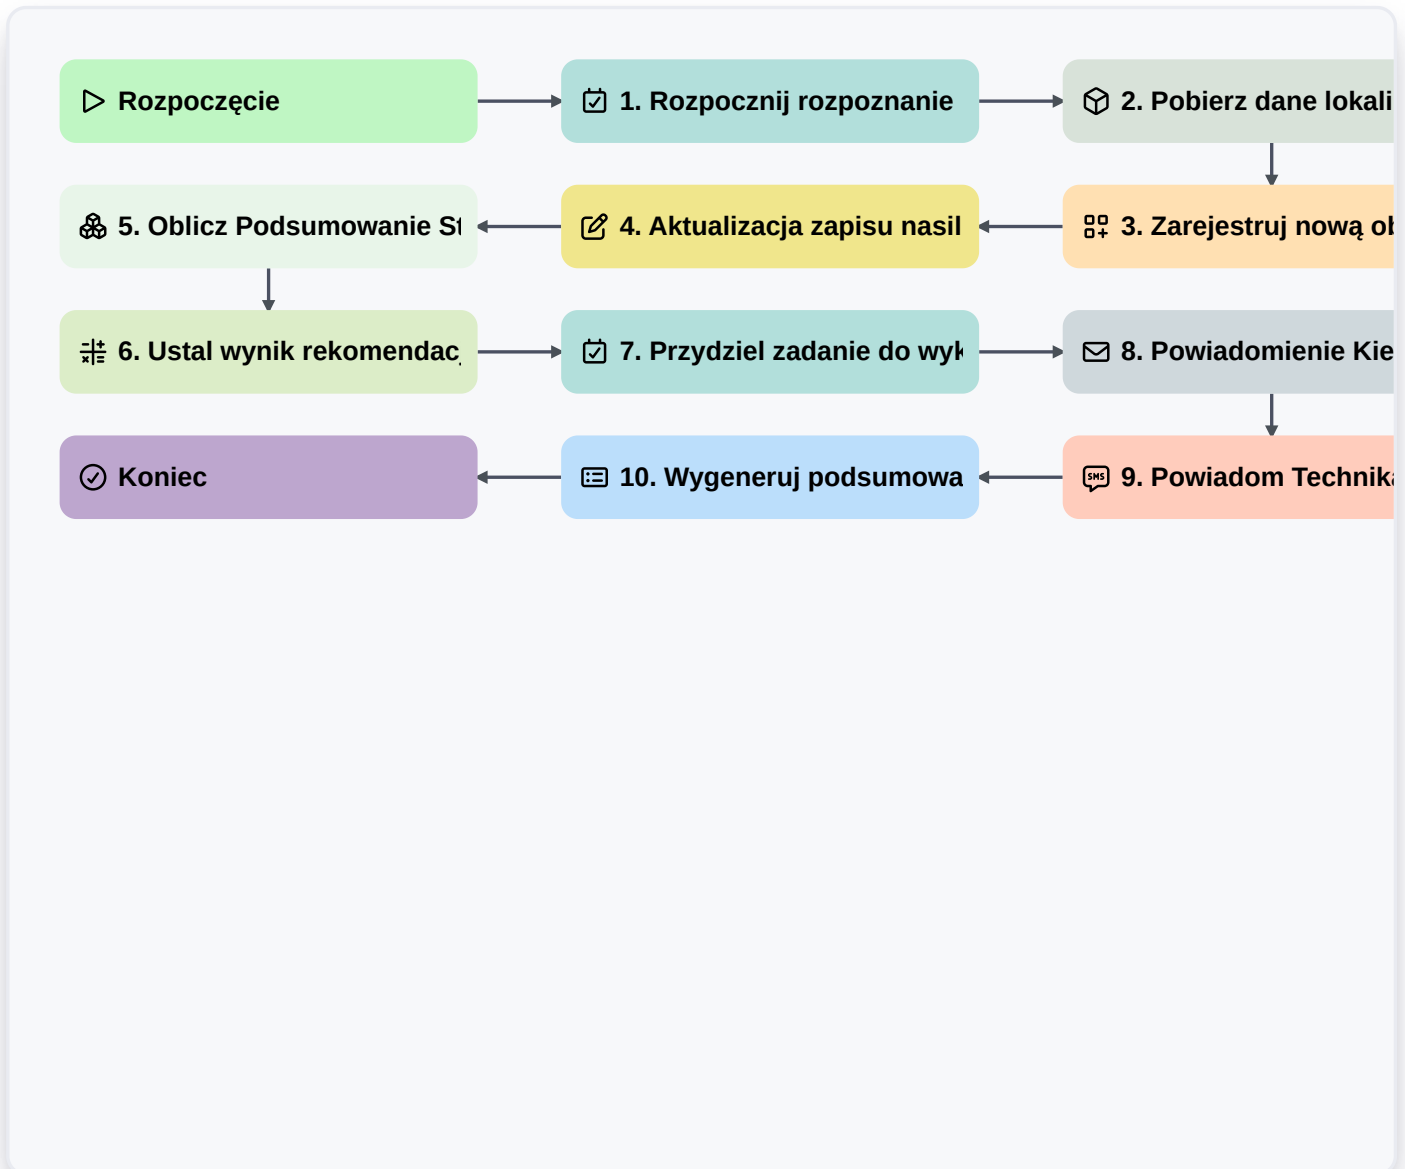 Rozpoczęcie
1. Rozpocznij rozpoznanie
2. Pobierz dane lokali
5. Oblicz Podsumowanie St
4. Aktualizacja zapisu nasil
3. Zarejestruj nową ob
6. Ustal wynik rekomendac
7. Przydziel zadanie do wyk
8. Powiadomienie Kie
Koniec
10. Wygeneruj podsumowa
SMS
9. Powiadom Technika